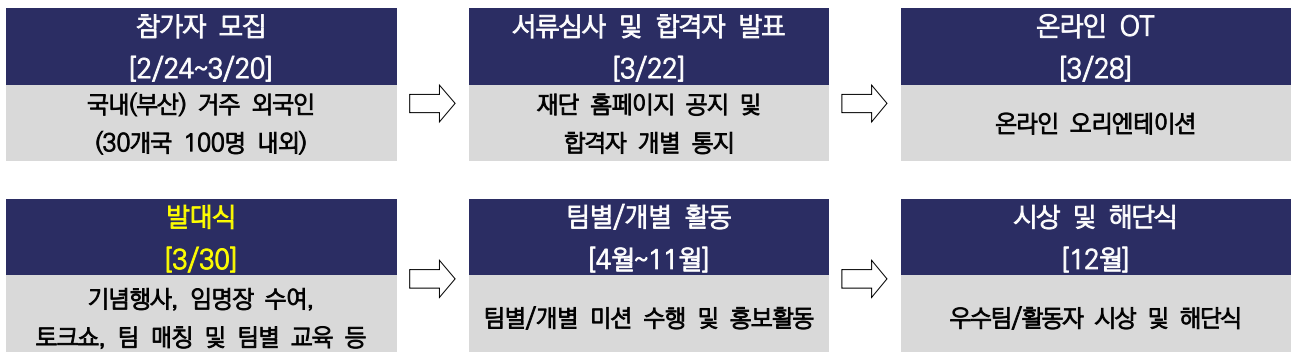 참가자 모집
[2/24~3/20]
국내(부산) 거주 외국인
(30개국 100명 내외)
서류심사 및 합격자 발표
[3/22]
재단 홈페이지 공지 및
합격자 개별 통지
온라인 OT
[3/28]
온라인 오리엔테이션
발대식
[3/30]
기념행사, 임명장 수여,
토크쇼, 팀 매칭 및 팀별 교육 등
팀별/개별 활동
[4월~11월]
팀별/개별 미션 수행 및 홍보활동
시상 및 해단식
[12월]
우수팀/활동자 시상 및 해단식